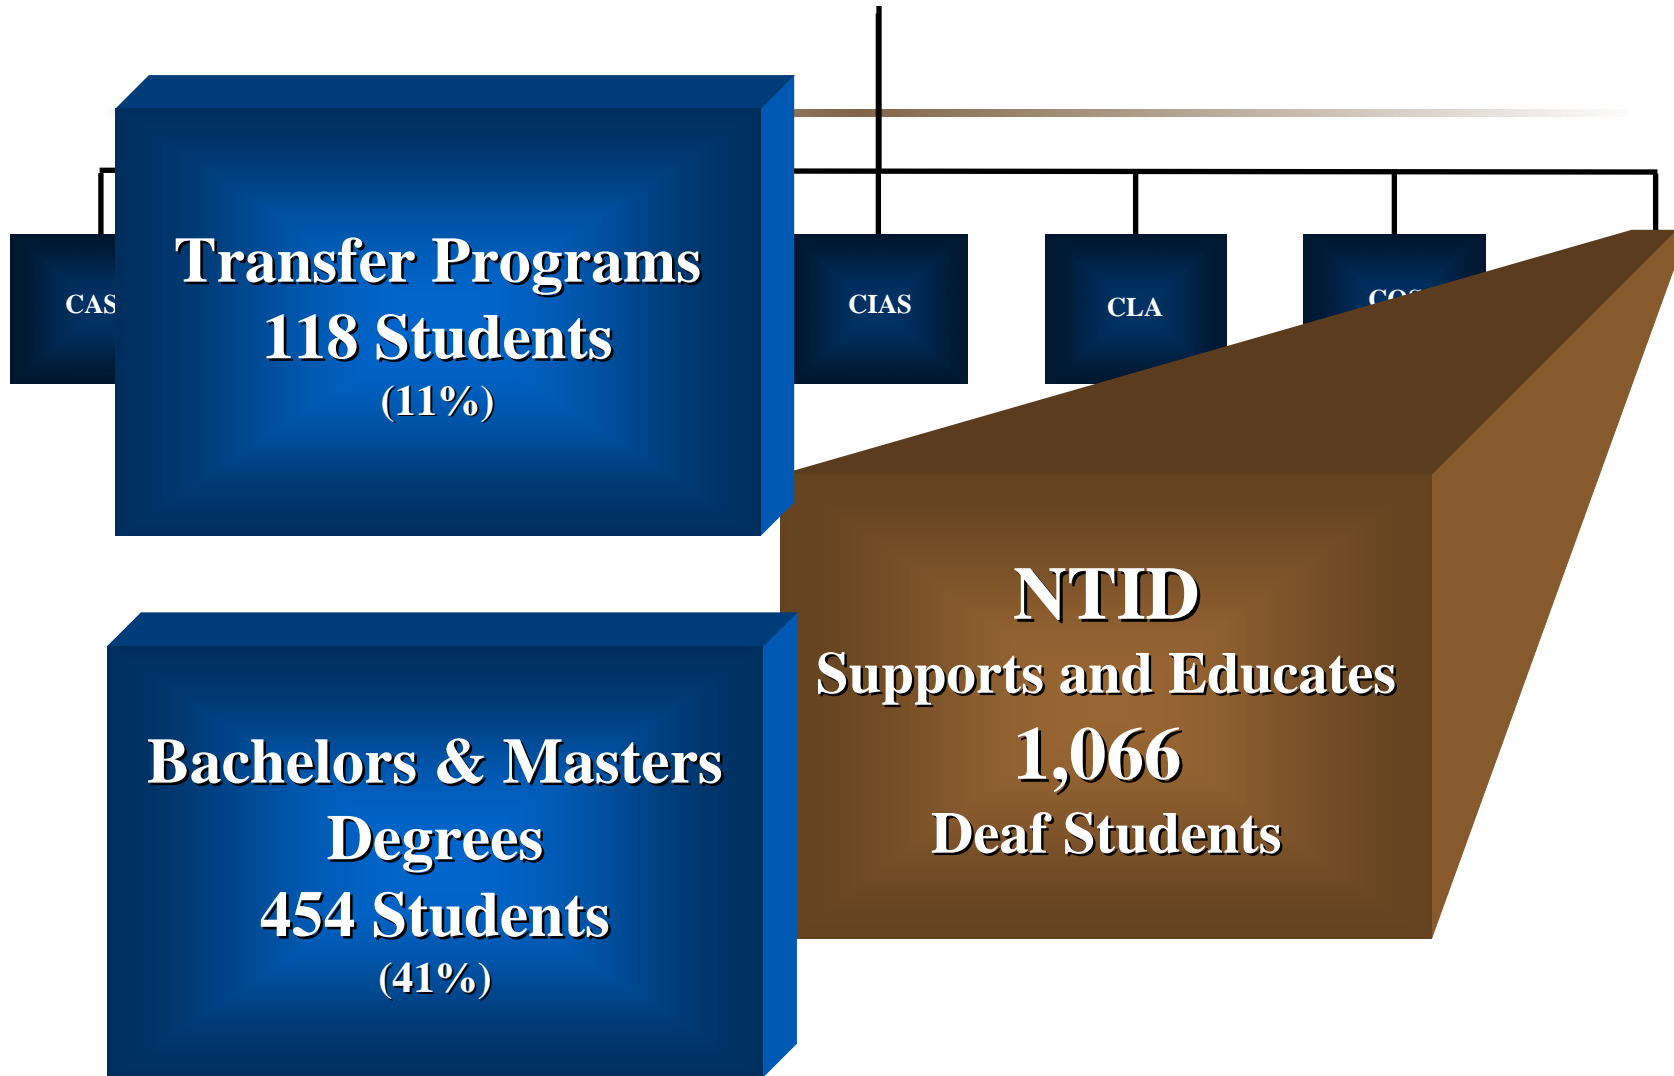 Transfer Programs
118 Students
(11%)
CAS
CIAS
CLA
NTID
Supports and Educates
1,066
Deaf Students
Bachelors & Masters
Degrees
454 Students
(41%)